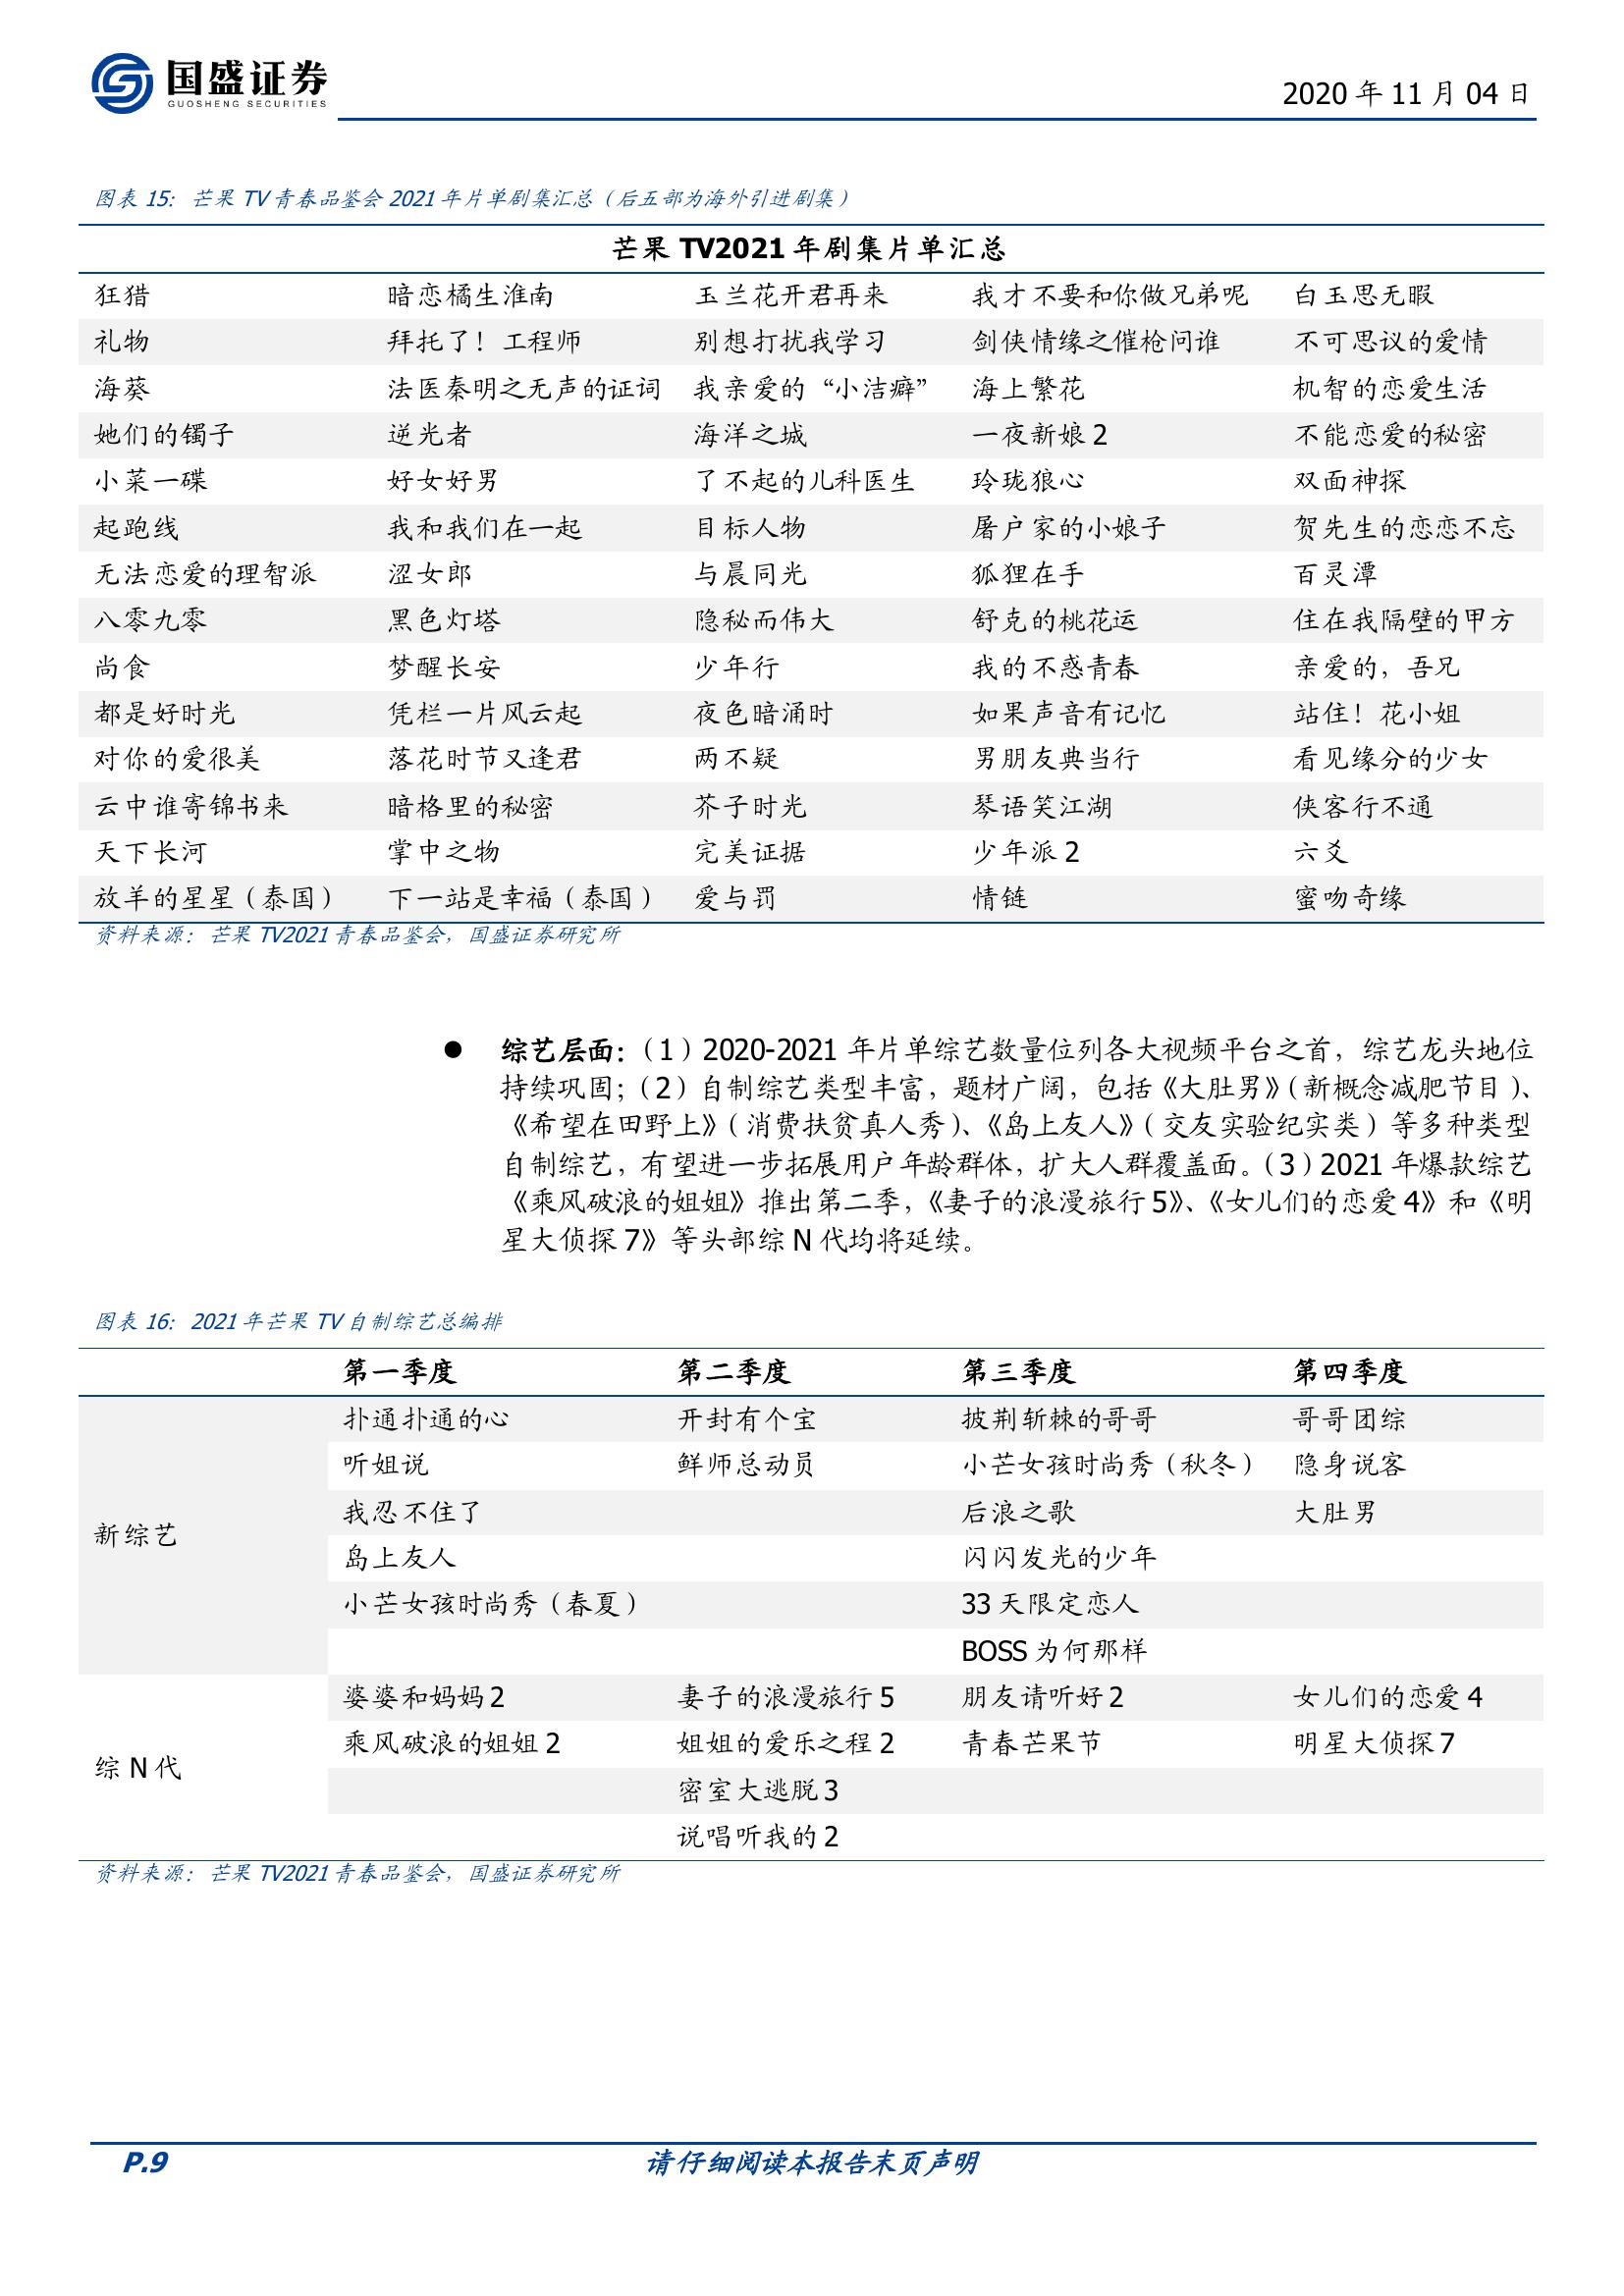 国盛证券
GUOSHENG SECURITIES
2020 年 11 月 04 日
图表 15: 芒果 TV 青春品鉴会 2021 年片单剧集汇总（后五部为海外引进剧集）
芒果 TV2021 年剧集片单汇总
狂猎 暗恋橘生淮南 玉兰花开君再来 我才不要和你做兄弟呢 白玉思无暇
礼物 拜托了！工程师 别想打扰我学习 剑侠情缘之催枪问谁 不可思议的爱情
海葵 法医秦明之无声的证词 我亲爱的“小洁癖” 海上繁花 机智的恋爱生活
她们的镯子 逆光者 海洋之城 一夜新娘 2 不能恋爱的秘密
小菜一碟 好女好男 了不起的儿科医生 玲珑狼心 双面神探
起跑线 我和我们在一起 目标人物 屠户家的小娘子 贺先生的恋恋不忘
无法恋爱的理智派 涩女郎 与晨同光 狐狸在手 百灵潭
八零九零 黑色灯塔 隐秘而伟大 舒克的桃花运 住在我隔壁的甲方
尚食 梦醒长安 少年行 我的不惑青春 亲爱的，吾兄
都是好时光 凭栏一片风云起 夜色暗涌时 如果声音有记忆 站住！花小姐
对你的爱很美 落花时节又逢君 两不疑 男朋友典当行 看见缘分的少女
云中谁寄锦书来 暗格里的秘密 芥子时光 琴语笑江湖 侠客行不通
天下长河 掌中之物 完美证据 少年派 2 六爻
放羊的星星（泰国） 下一站是幸福（泰国） 爱与罚 情链 蜜吻奇缘
资料来源：芒果 TV2021 青春品鉴会，国盛证券研究所
● 综艺层面：（1）2020-2021 年片单综艺数量位列各大视频平台之首，综艺龙头地位
持续巩固；（2）自制综艺类型丰富，题材广阔，包括《大肚男》（新概念减肥节目）、
《希望在田野上》（消费扶贫真人秀）、《岛上友人》（交友实验纪实类）等多种类型
自制综艺，有望进一步拓展用户年龄群体，扩大人群覆盖面。（3）2021 年爆款综艺
《乘风破浪的姐姐》推出第二季，《妻子的浪漫旅行 5》、《女儿们的恋爱 4》和《明
星大侦探 7》等头部综 N 代均将延续。
图表 16: 2021 年芒果 TV 自制综艺总编排
第一季度 第二季度 第三季度 第四季度
扑通扑通的心 开封有个宝 披荆斩棘的哥哥 哥哥团综
听姐说 鲜师总动员 小芒女孩时尚秀（秋冬） 隐身说客
我忍不住了 后浪之歌 大肚男
新综艺
岛上友人 闪闪发光的少年
小芒女孩时尚秀（春夏） 33 天限定恋人
BOSS 为何那样
婆婆和妈妈 2 妻子的浪漫旅行 5 朋友请听好 2 女儿们的恋爱 4
乘风破浪的姐姐 2 姐姐的爱乐之程 2 青春芒果节 明星大侦探 7
综 N 代
密室大逃脱 3
说唱听我的 2
资料来源：芒果 TV2021 青春品鉴会，国盛证券研究所
P.9 请仔细阅读本报告末页声明